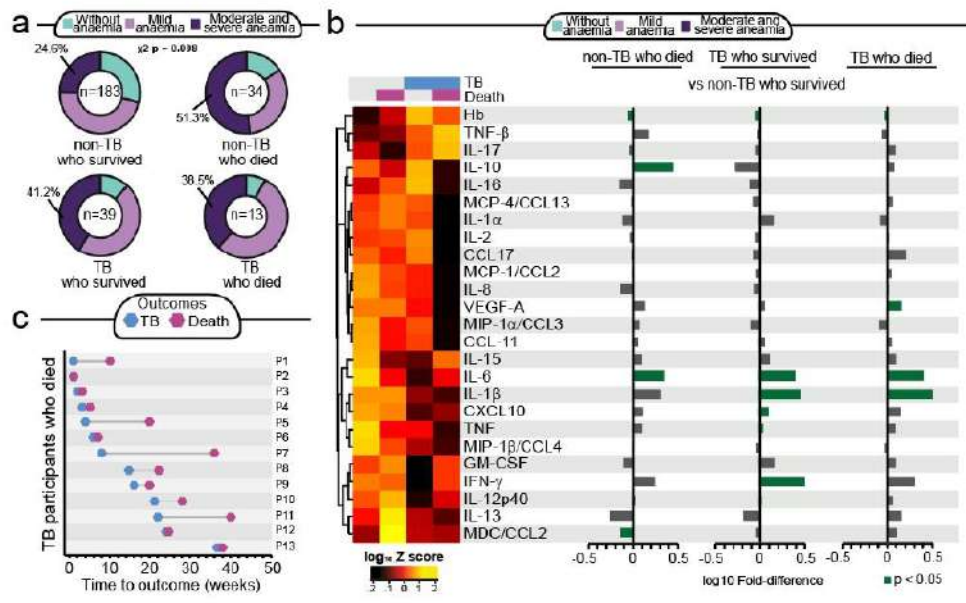 a
Without anaemia
Mild anaemia
Moderate and severe aneamia
24.6%
χ2 p = 0.008
n=183
non-TB who survived
51.3%
n=34
non-TB who died
41.2%
n=39
TB who survived
38.5%
n=13
TB who died
c
Outcomes
TB
Death
TB participants who died
P1
P2
P3
P4
P5
P6
P7
P8
P9
P10
P11
P12
P13
0 10 20 30 40 50
Time to outcome (weeks)
b
Without anaemia
Mild anaemia
Moderate and severe aneamia
non-TB who died
TB who survived
TB who died
vs non-TB who survived
TB
Death
Hb
TNF-β
IL-17
IL-10
IL-16
MCP-4/CCL13
IL-1α
IL-2
CCL17
MCP-1/CCL2
IL-8
VEGF-A
MIP-1α/CCL3
CCL-11
IL-15
IL-6
IL-1β
CXCL10
TNF
MIP-1β/CCL4
GM-CSF
IFN-γ
IL-12p40
IL-13
MDC/CCL2
log₁₀ Z score
-2 -1 0 1 2
-0.5 0.0 0.5
-0.5 0.0 0.5
-0.5 0.0 0.5
log10 Fold-difference
p < 0.05